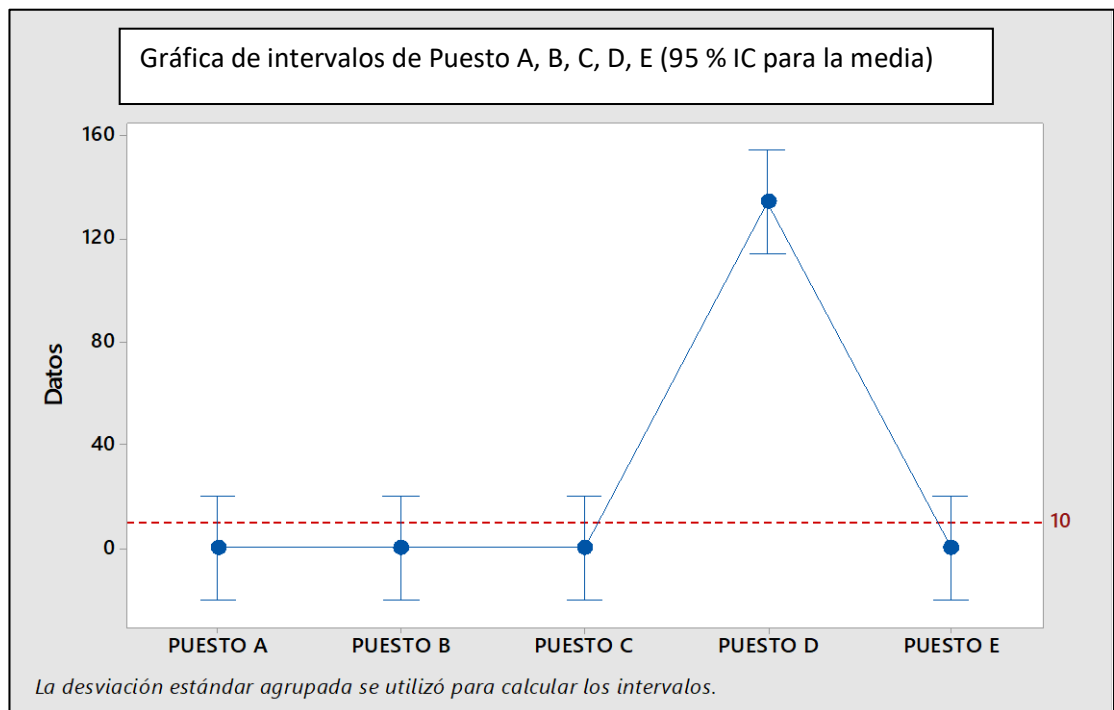 Gráfica de intervalos de Puesto A, B, C, D, E (95 % IC para la media)
160
120
80
40
0
Datos
10
PUESTO A PUESTO B PUESTO C PUESTO D PUESTO E
La desviación estándar agrupada se utilizó para calcular los intervalos.